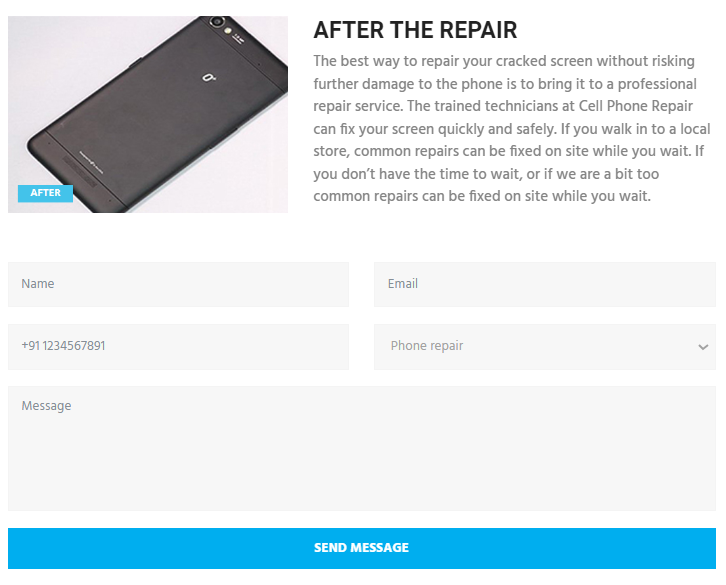 AFTER THE REPAIR
The best way to repair your cracked screen without risking
further damage to the phone is to bring it to a professional
repair service. The trained technicians at Cell Phone Repair
can fix your screen quickly and safely. If you walk in to a local
store, common repairs can be fixed on site while you wait. If
you don’t have the time to wait, or if we are a bit too
common repairs can be fixed on site while you wait.
AFTER
Name
Email
+91 1234567891
Phone repair
Message
SEND MESSAGE